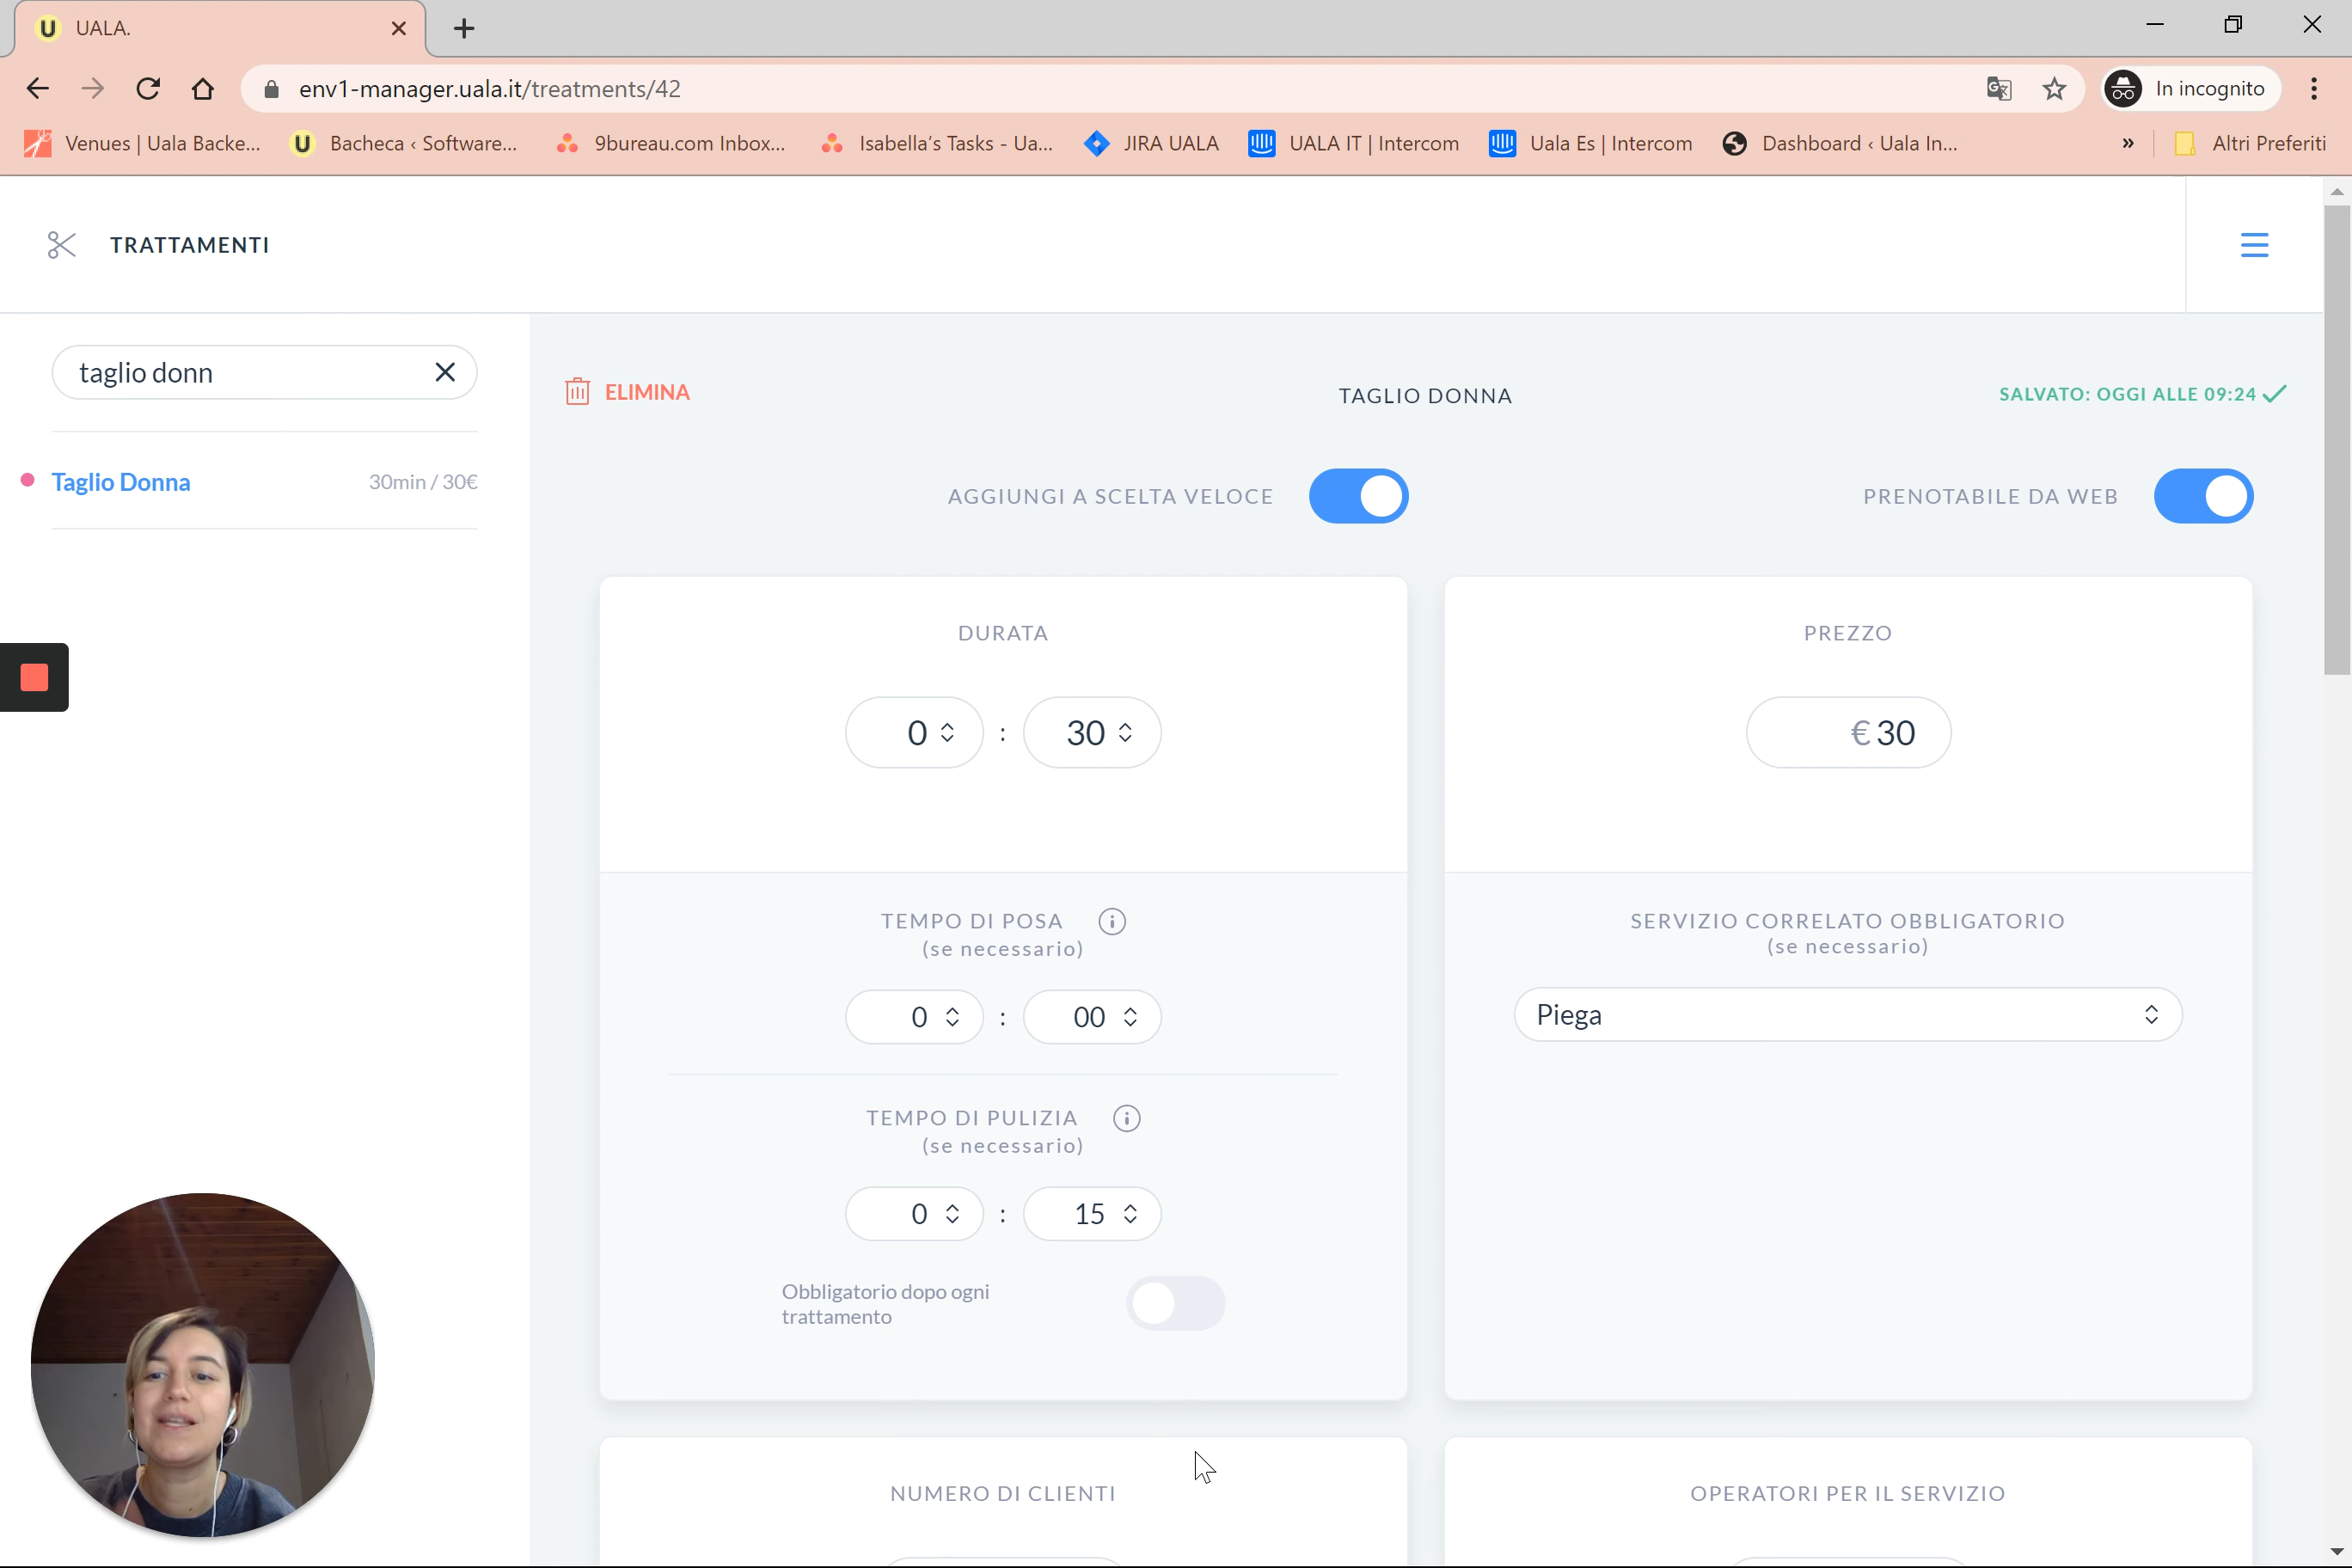 UALA.
env1-manager.uala.it/treatments/42
In incognito
Venues | Uala Backe...
Bacheca ‹ Software...
9bureau.com Inbox...
Isabella's Tasks - Ua...
JIRA UALA
UALA IT | Intercom
Uala Es | Intercom
Dashboard ‹ Uala In...
»
Altri Preferiti
TRATTAMENTI
taglio donn
Taglio Donna
30min / 30€
ELIMINA
TAGLIO DONNA
SALVATO: OGGI ALLE 09:24
AGGIUNGI A SCELTA VELOCE
PRENOTABILE DA WEB
DURATA
0 : 30
PREZZO
€ 30
TEMPO DI POSA
(se necessario)
0 : 00
SERVIZIO CORRELATO OBBLIGATORIO
(se necessario)
Piega
TEMPO DI PULIZIA
(se necessario)
0 : 15
Obbligatorio dopo ogni
trattamento
NUMERO DI CLIENTI
OPERATORI PER IL SERVIZIO